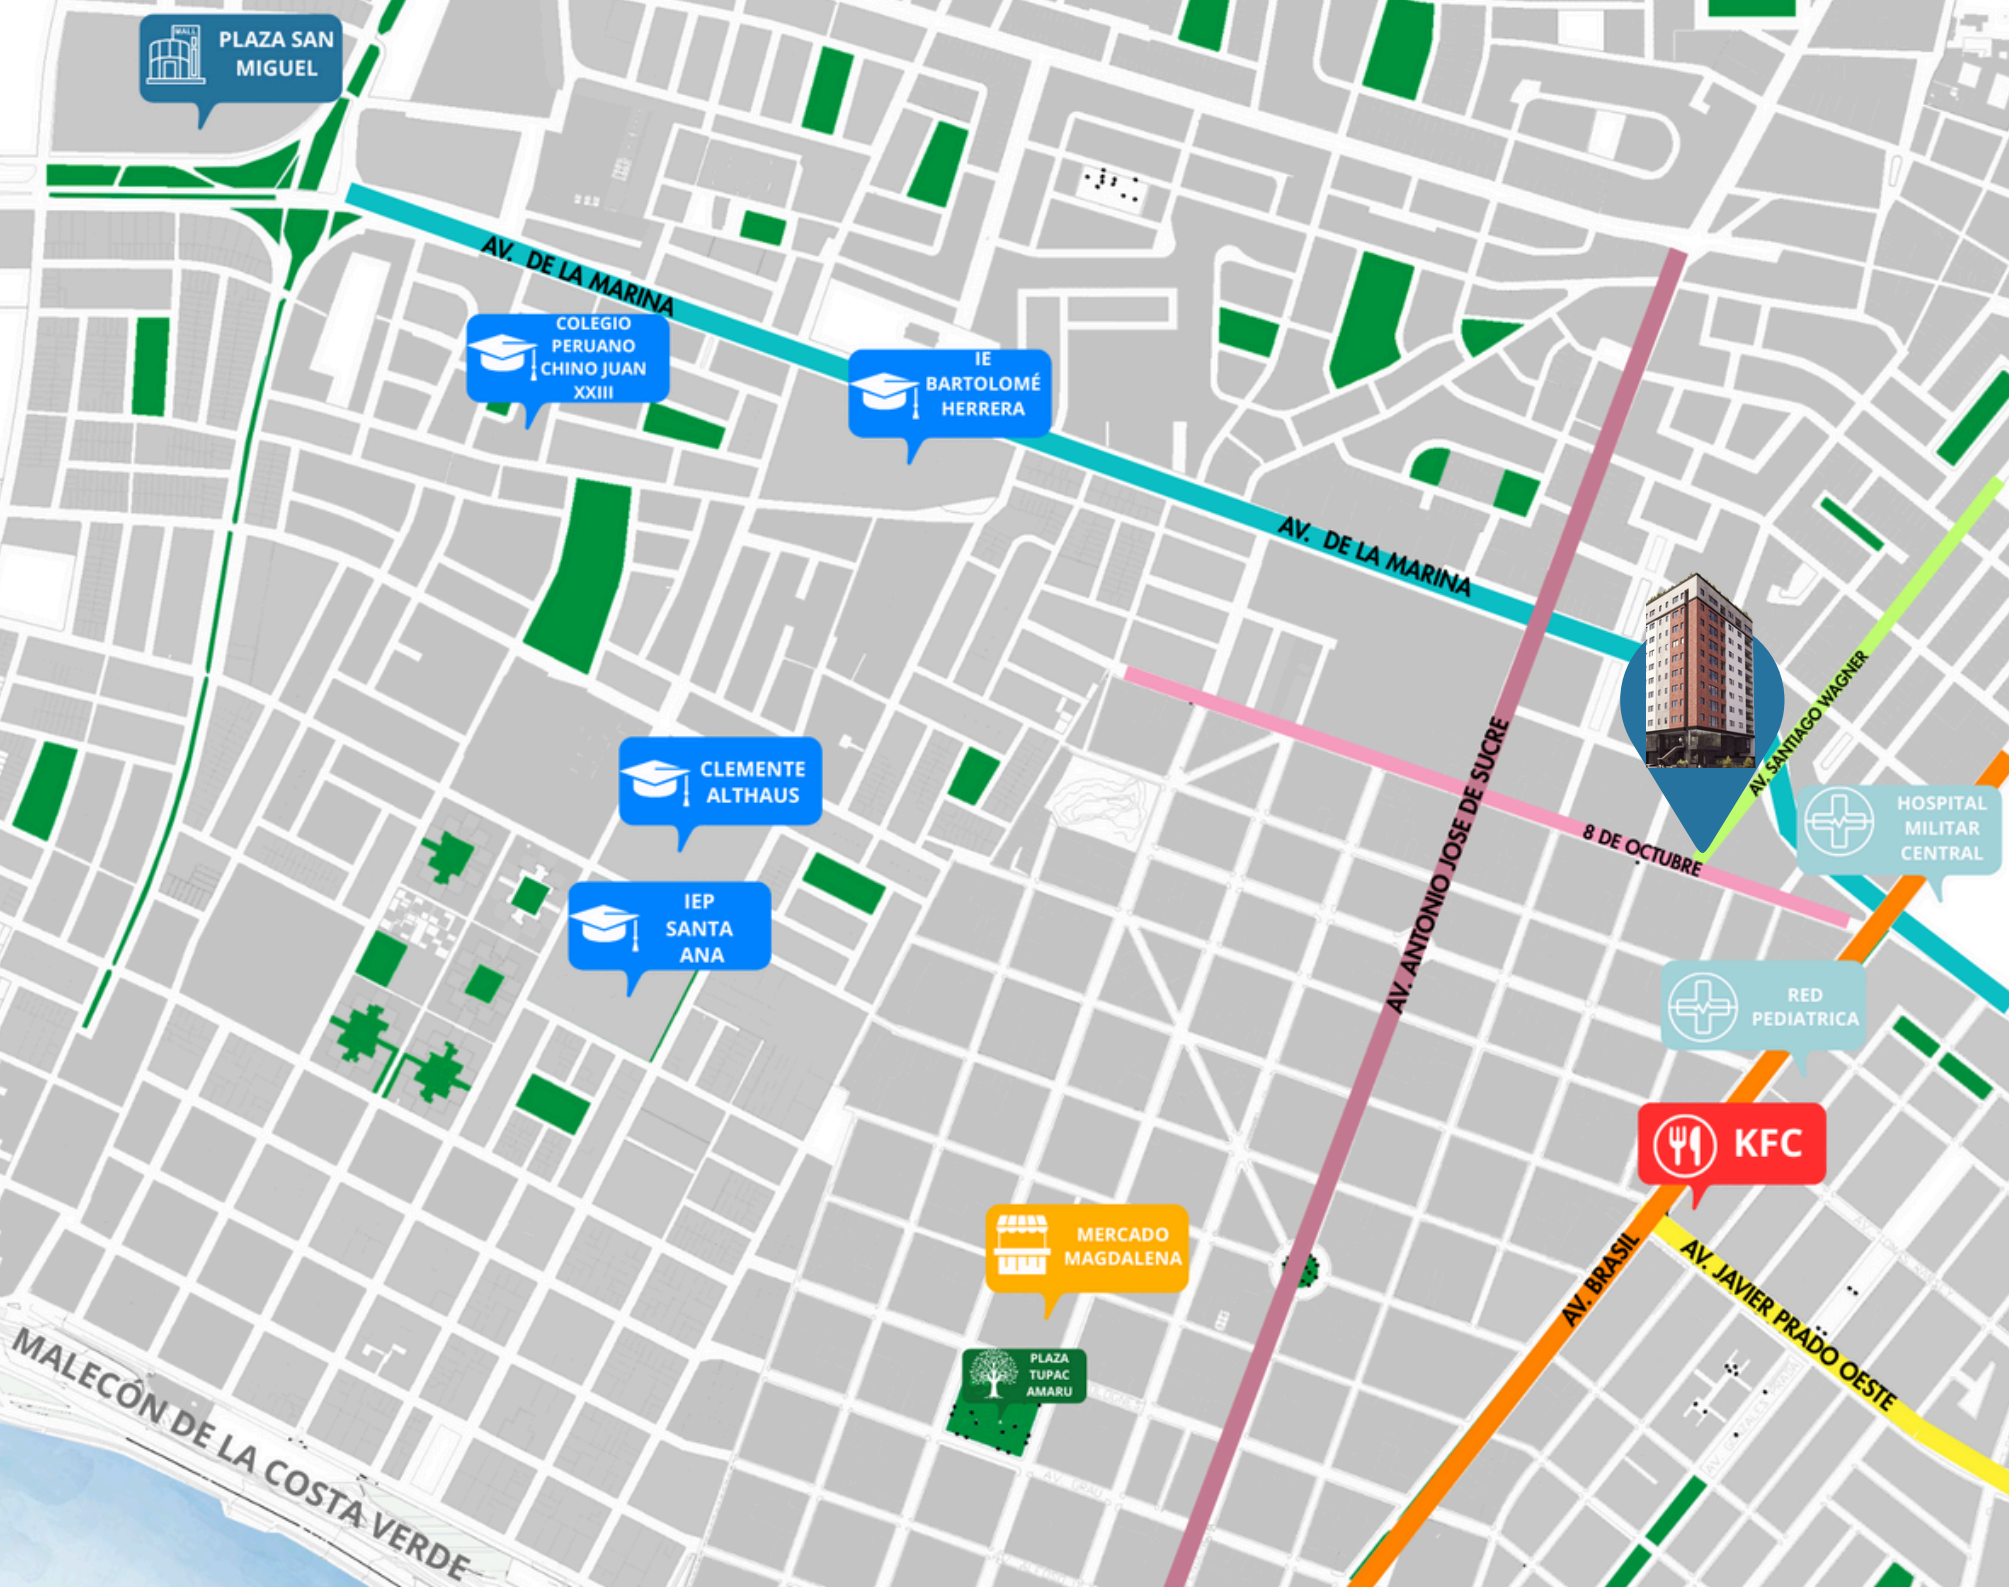 MALL
PLAZA SAN
MIGUEL
AV. DE LA MARINA
COLEGIO
PERUANO
CHINO JUAN
XXIII
IE
BARTOLOMÉ
HERRERA
AV. DE LA MARINA
AV. SANTIAGO WAGNER
CLEMENTE
ALTHAUS
AV. ANTONIO JOSE DE SUCRE
8 DE OCTUBRE
HOSPITAL
MILITAR
CENTRAL
IEP
SANTA
ANA
RED
PEDIATRICA
KFC
MERCADO
MAGDALENA
AV. BRASIL
AV. JAVIER PRADO OESTE
PLAZA
TUPAC
AMARU
AV. GRAU
MALECÓN DE LA COSTA VERDE